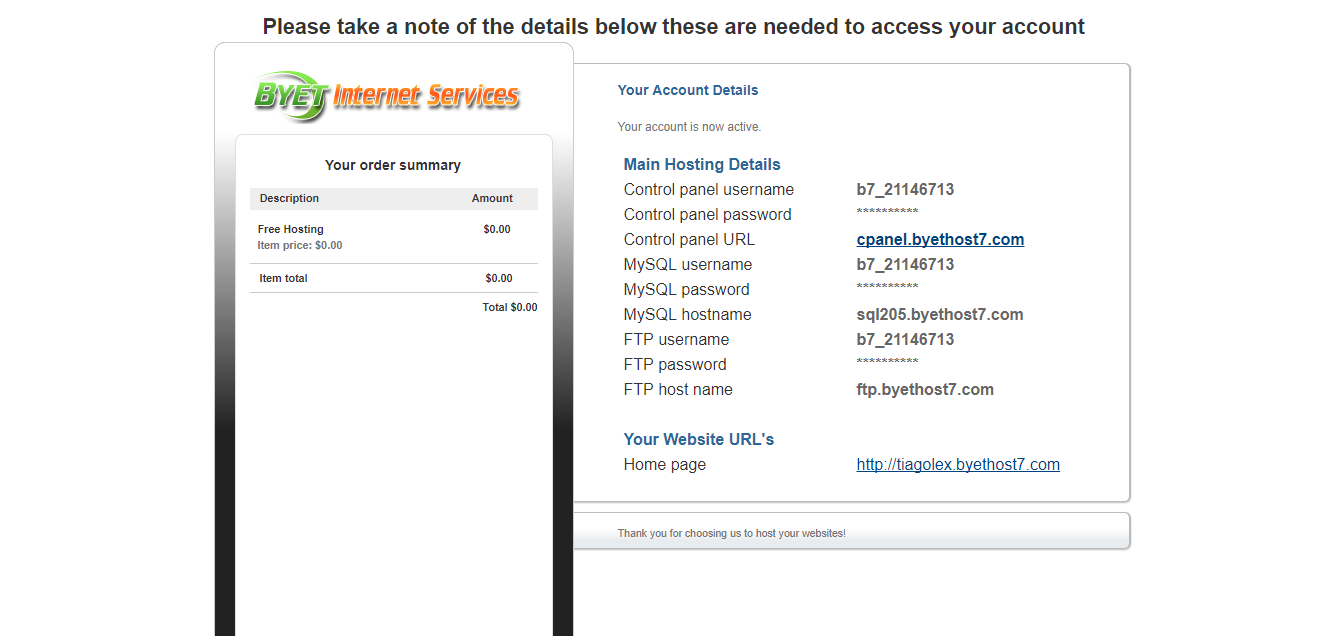 Please take a note of the details below these are needed to access your account
BYET Internet Services
Your order summary
Description Amount
Free Hosting $0.00
Item price: $0.00
Item total $0.00
Total $0.00
Your Account Details
Your account is now active.
Main Hosting Details
Control panel username b7_21146713
Control panel password **********
Control panel URL cpanel.byethost7.com
MySQL username b7_21146713
MySQL password **********
MySQL hostname sql205.byethost7.com
FTP username b7_21146713
FTP password **********
FTP host name ftp.byethost7.com
Your Website URL's
Home page http://tiagolex.byethost7.com
Thank you for choosing us to host your websites!